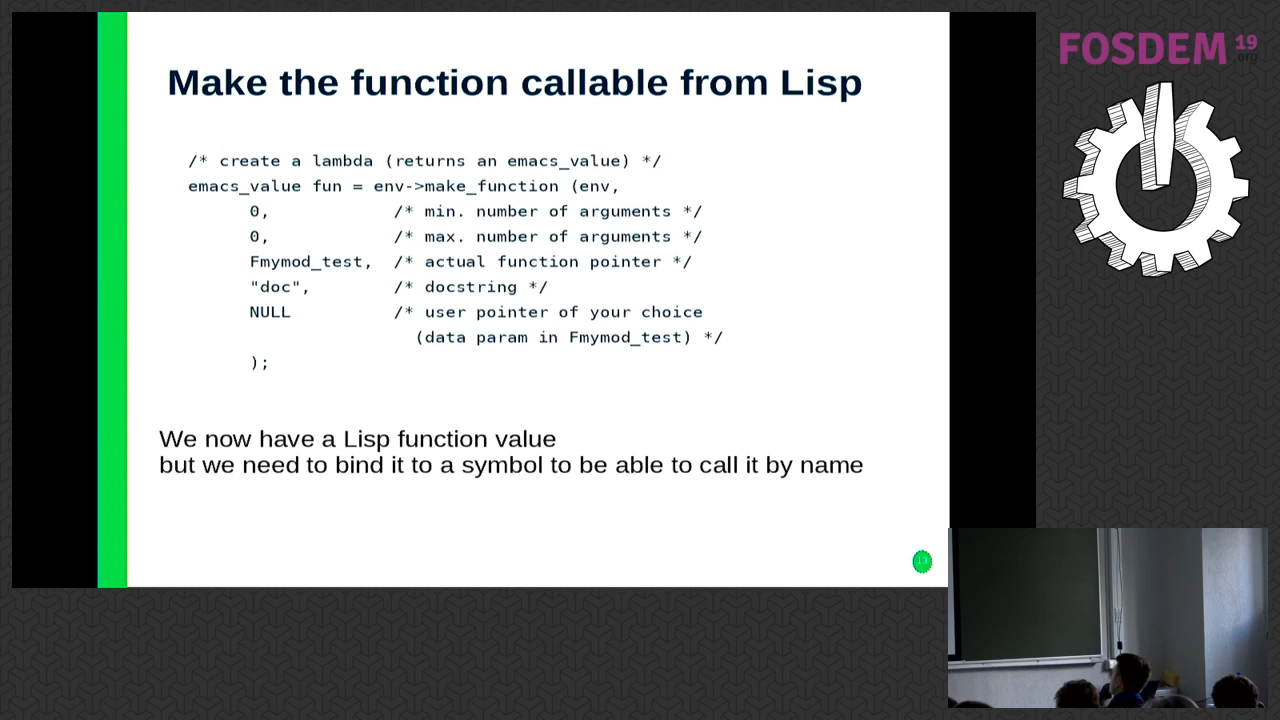 Make the function callable from Lisp
/* create a lambda (returns an emacs_value) */
emacs_value fun = env->make_function (env,
0, /* min. number of arguments */
0, /* max. number of arguments */
Fmymod_test, /* actual function pointer */
"doc", /* docstring */
NULL /* user pointer of your choice
(data param in Fmymod_test) */
);
We now have a Lisp function value
but we need to bind it to a symbol to be able to call it by name
FOSDEM 19
.org